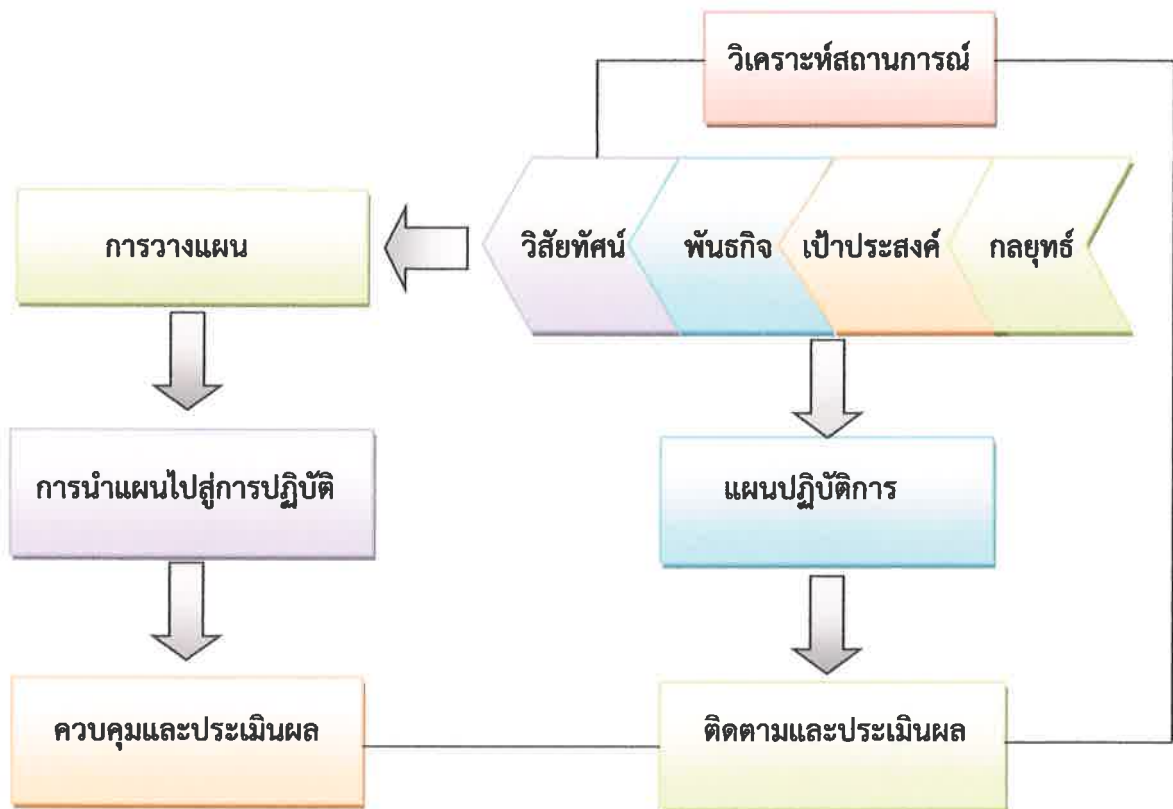 วิเคราะห์สถานการณ์
การวางแผน
วิสัยทัศน์
พันธกิจ
เป้าประสงค์
กลยุทธ์
การนำแผนไปสู่การปฏิบัติ
แผนปฏิบัติการ
ควบคุมและประเมินผล
ติดตามและประเมินผล